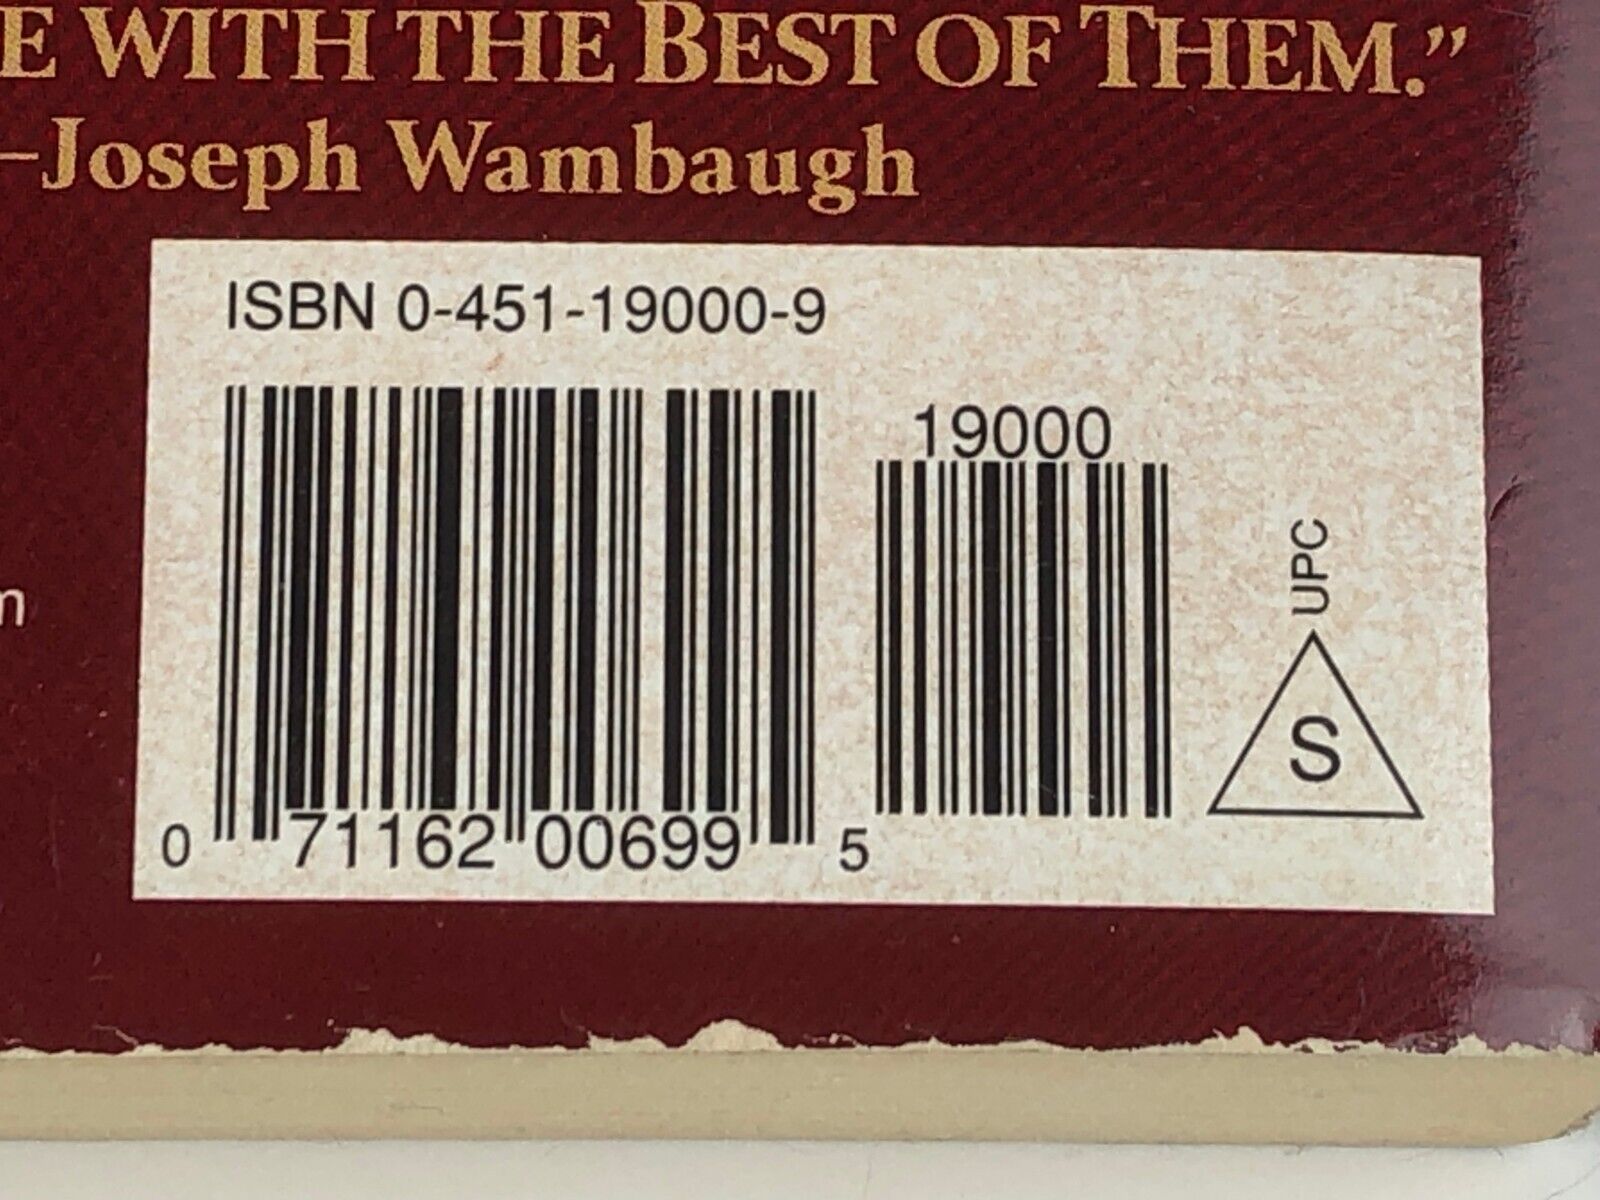 E WITH THE BEST OF THEM."
—Joseph Wambaugh
ISBN 0-451-19000-9
19000
UPC
m
S
0 71162 00699 5